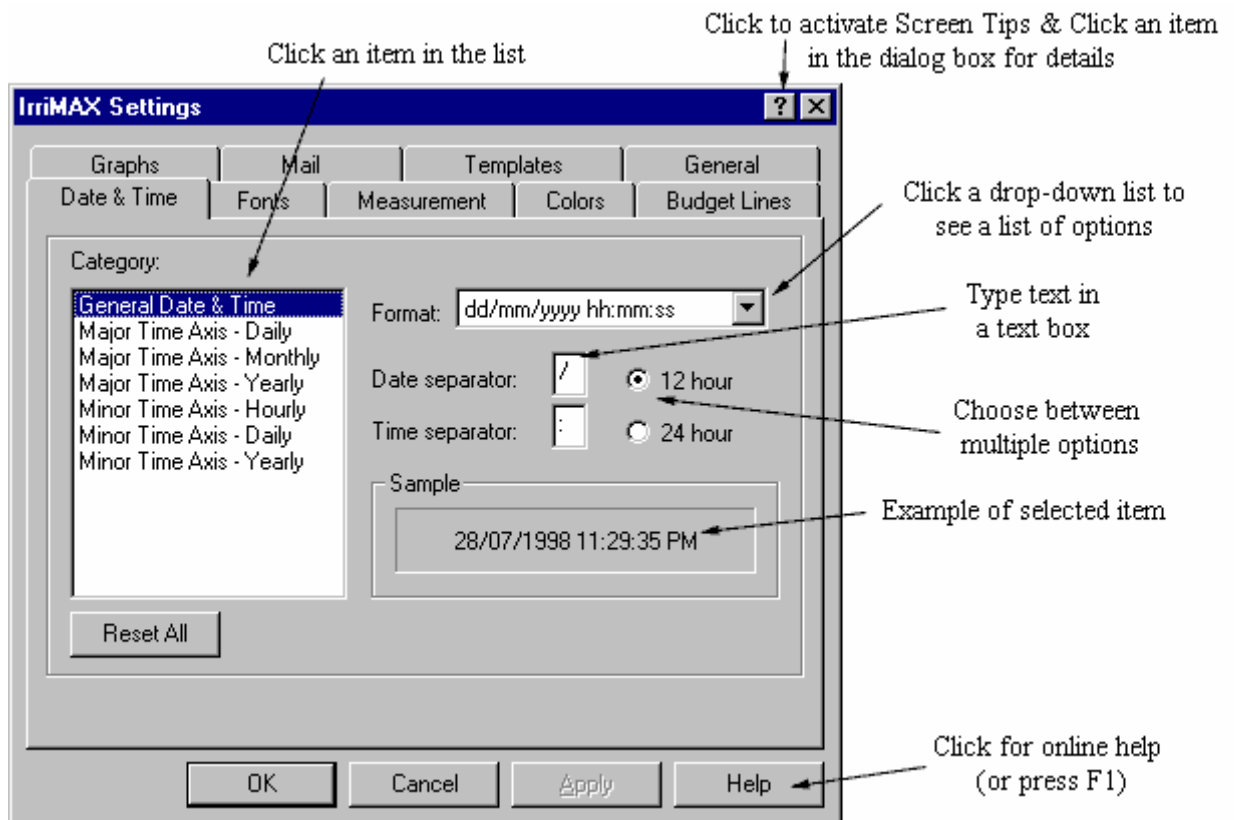 Click to activate Screen Tips & Click an item
in the dialog box for details
Click an item in the list
IrriMAX Settings
?
Graphs
Mail
Templates
General
Date & Time
Fonts
Measurement
Colors
Budget Lines
Click a drop-down list to
see a list of options
Category:
General Date & Time
Major Time Axis - Daily
Major Time Axis - Monthly
Major Time Axis - Yearly
Minor Time Axis - Hourly
Minor Time Axis - Daily
Minor Time Axis - Yearly
Format: dd/mm/yyyy hh:mm:ss
Type text in
a text box
Date separator: / 12 hour
Time separator: : 24 hour
Choose between
multiple options
Sample
28/07/1998 11:29:35 PM
Example of selected item
Reset All
Click for online help
(or press F1)
OK
Cancel
Apply
Help